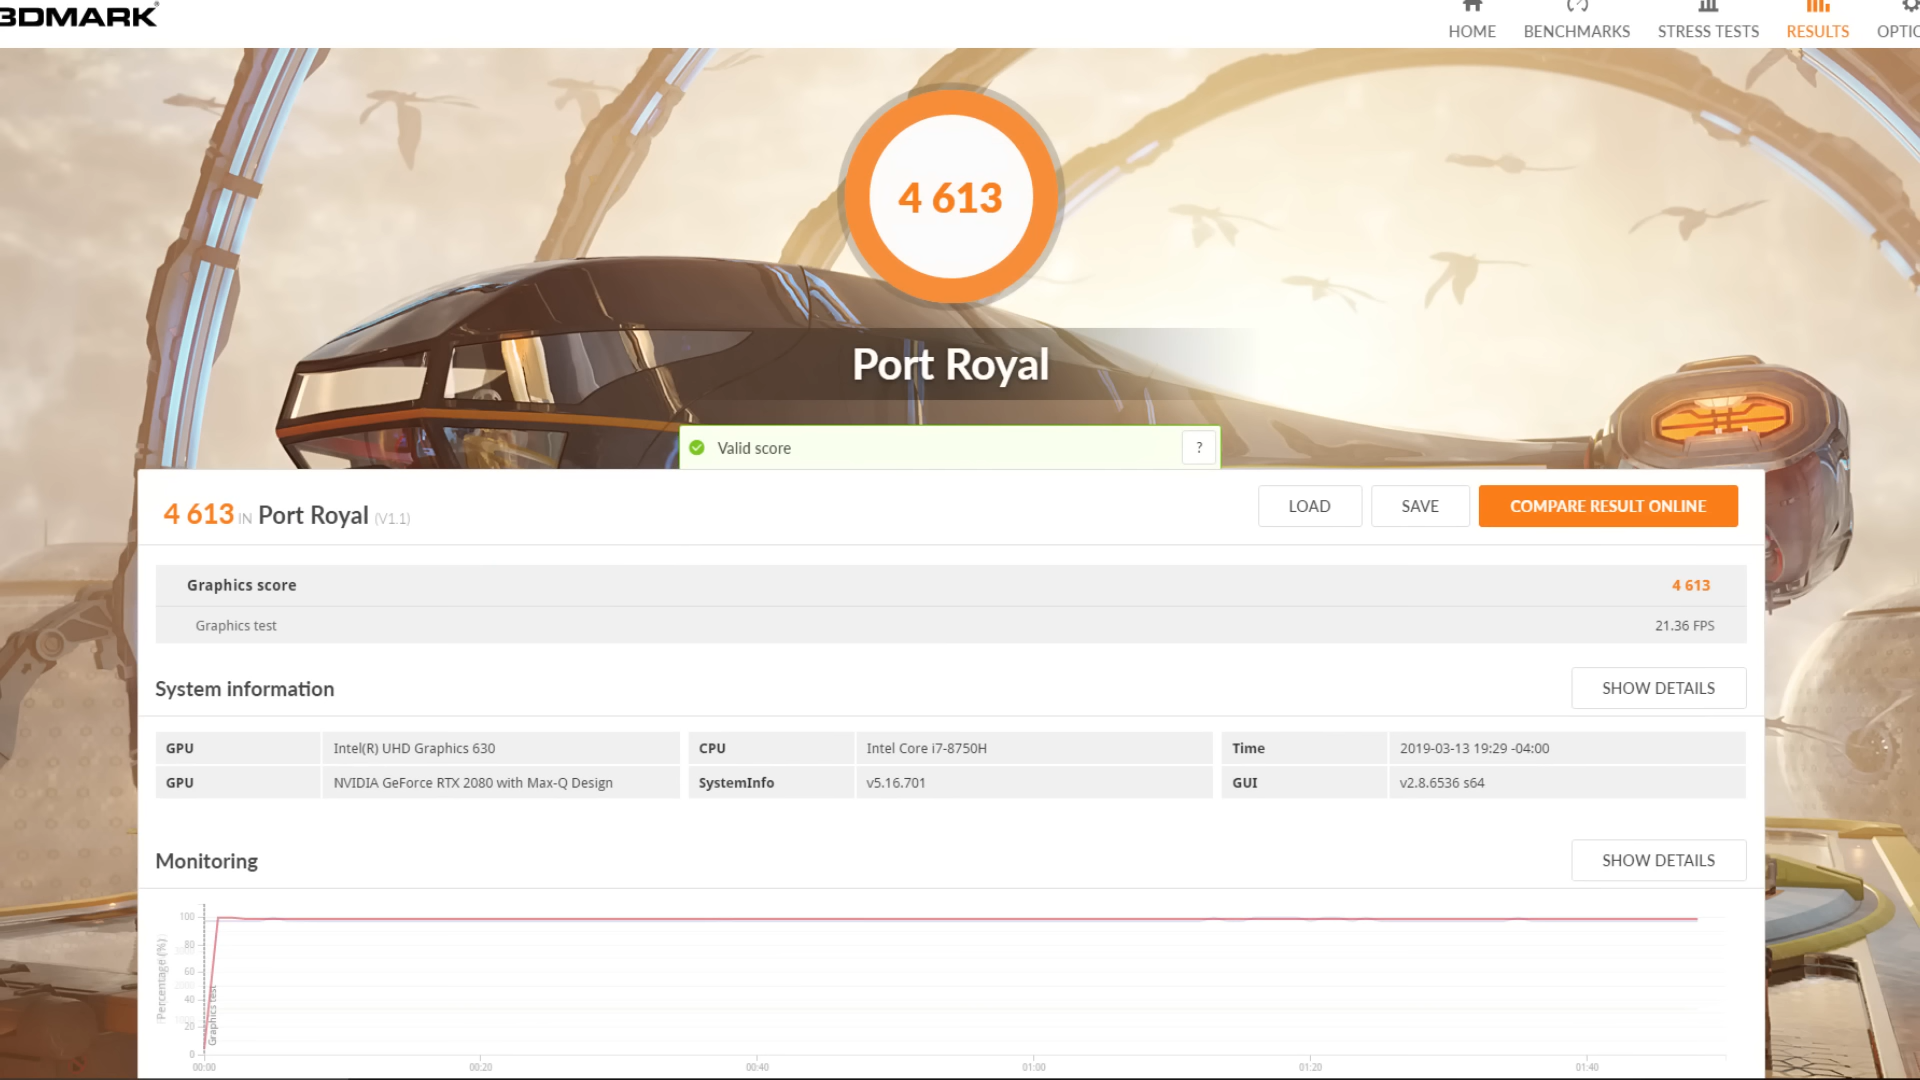 3DMARK
HOME BENCHMARKS STRESS TESTS RESULTS OPTIO
4 613
Port Royal
Valid score ?
4 613 IN Port Royal (V1.1) LOAD SAVE COMPARE RESULT ONLINE
Graphics score 4 613
Graphics test 21.36 FPS
System information SHOW DETAILS
GPU Intel(R) UHD Graphics 630 CPU Intel Core i7-8750H Time 2019-03-13 19:29 -04:00
GPU NVIDIA GeForce RTX 2080 with Max-Q Design SystemInfo v5.16.701 GUI v2.8.6536 s64
Monitoring SHOW DETAILS
Percentage (%)
100
80
60
40
20
0
Graphics test
00:00 00:20 00:40 01:00 01:20 01:40